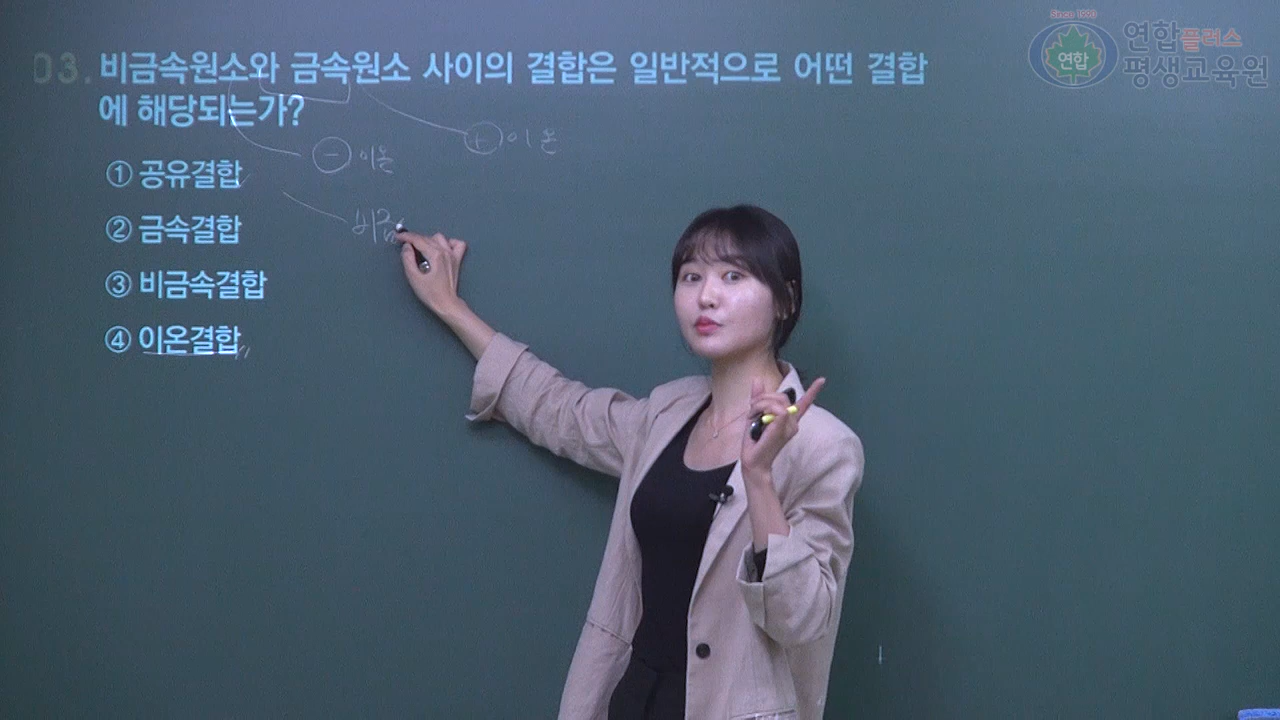 Since 1990
연합
연합플러스
평생교육원
03. 비금속원소와 금속원소 사이의 결합은 일반적으로 어떤 결합
에 해당되는가?
- 이온
+ 이온
① 공유결합
비금
② 금속결합
③ 비금속결합
④ 이온결합